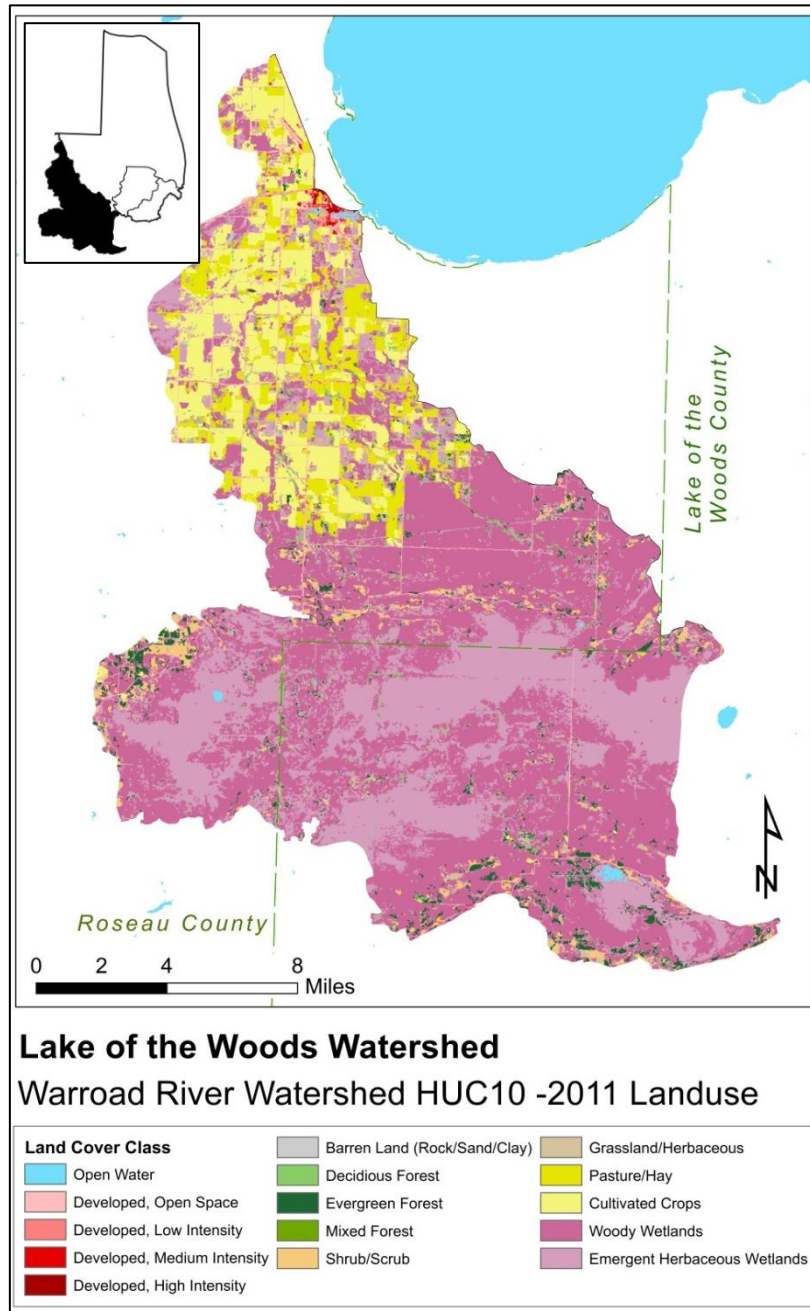 Lake of the
Woods County
N
Roseau County
0 2 4 8
Miles
Lake of the Woods Watershed
Warroad River Watershed HUC10 -2011 Landuse
Land Cover Class
Open Water
Developed, Open Space
Developed, Low Intensity
Developed, Medium Intensity
Developed, High Intensity
Barren Land (Rock/Sand/Clay)
Decidious Forest
Evergreen Forest
Mixed Forest
Shrub/Scrub
Grassland/Herbaceous
Pasture/Hay
Cultivated Crops
Woody Wetlands
Emergent Herbaceous Wetlands